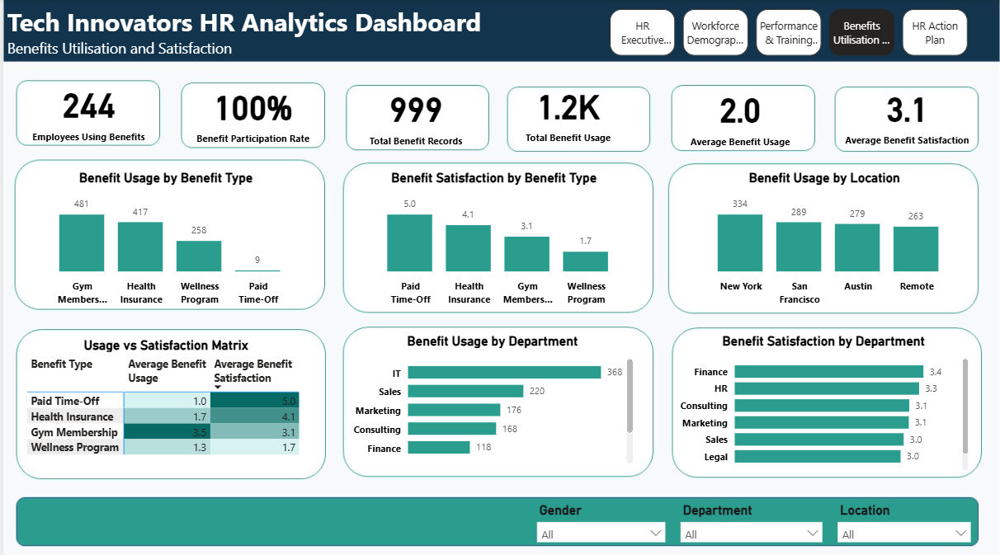 Tech Innovators HR Analytics Dashboard
Benefits Utilisation and Satisfaction
HR
Executive...
Workforce
Demograp...
Performance
& Training..
Benefits
Utilisation ...
HR Action
Plan
244
Employees Using Benefits
100%
Benefit Participation Rate
999
Total Benefit Records
1.2K
Total Benefit Usage
2.0
Average Benefit Usage
3.1
Average Benefit Satisfaction
Benefit Usage by Benefit Type
481
417
258
9
Gym
Members...
Health
Insurance
Wellness
Program
Paid
Time-Off
Benefit Satisfaction by Benefit Type
5.0
4.1
3.1
1.7
Paid
Time-Off
Health
Insurance
Gym
Members...
Wellness
Program
Benefit Usage by Location
334
289
279
263
New York
San
Francisco
Austin
Remote
Usage vs Satisfaction Matrix
Benefit Type
Average Benefit
Usage
Average Benefit
Satisfaction
Paid Time-Off 1.0 5.0
Health Insurance 1.7 4.1
Gym Membership 3.5 3.1
Wellness Program 1.3 1.7
Benefit Usage by Department
IT 368
Sales 220
Marketing 176
Consulting 168
Finance 118
Benefit Satisfaction by Department
Finance 3.4
HR 3.3
Consulting 3.1
Marketing 3.1
Sales 3.0
Legal 3.0
Gender
All
Department
All
Location
All